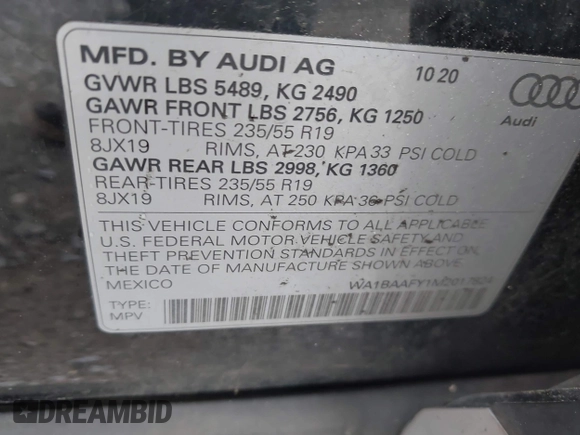 MFD. BY AUDI AG 10 20
GVWR LBS 5489, KG 2490
GAWR FRONT LBS 2756, KG 1250
FRONT-TIRES 235/55 R19 Audi
8JX19 RIMS, AT 230 KPA 33 PSI COLD
GAWR REAR LBS 2998, KG 1360
REAR-TIRES 235/55 R19
8JX19 RIMS, AT 250 KPA 36 PSI COLD
THIS VEHICLE CONFORMS TO ALL APPLICABLE
U.S. FEDERAL MOTOR VEHICLE SAFETY AND
THEFT PREVENTION STANDARDS IN EFFECT ON
THE DATE OF MANUFACTURE SHOWN ABOVE.
MEXICO
TYPE:
MPV
DREAMBID